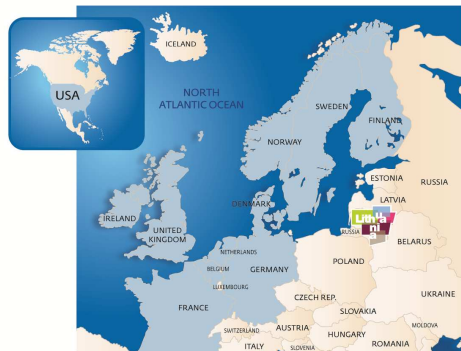 ICELAND
USA
NORTH
ATLANTIC OCEAN
SWEDEN
FINLAND
NORWAY
ESTONIA
RUSSIA
LATVIA
DENMARK
Lithuania
IRELAND
UNITED
KINGDOM
RUSSIA
BELARUS
NETHERLANDS
POLAND
BELGIUM
GERMANY
LUXEMBOURG
UKRAINE
CZECH REP.
FRANCE
SLOVAKIA
MOLDOVA
SWITZERLAND
AUSTRIA
HUNGARY
ROMANIA
ITALY
SLOVENIA